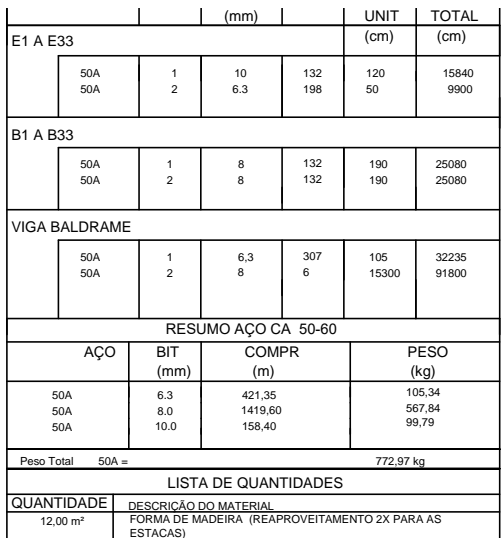 (mm) UNIT TOTAL
E1 A E33 (cm) (cm)
50A 1 10 132 120 15840
50A 2 6.3 198 50 9900
B1 A B33
50A 1 8 132 190 25080
50A 2 8 132 190 25080
VIGA BALDRAME
50A 1 6,3 307 105 32235
50A 2 8 6 15300 91800
RESUMO AÇO CA 50-60
AÇO BIT COMPR PESO
(mm) (m) (kg)
50A 6.3 421,35 105,34
50A 8.0 1419,60 567,84
50A 10.0 158,40 99,79
Peso Total 50A = 772,97 kg
LISTA DE QUANTIDADES
QUANTIDADE DESCRIÇÃO DO MATERIAL
12,00 m² FORMA DE MADEIRA (REAPROVEITAMENTO 2X PARA AS
ESTACAS)